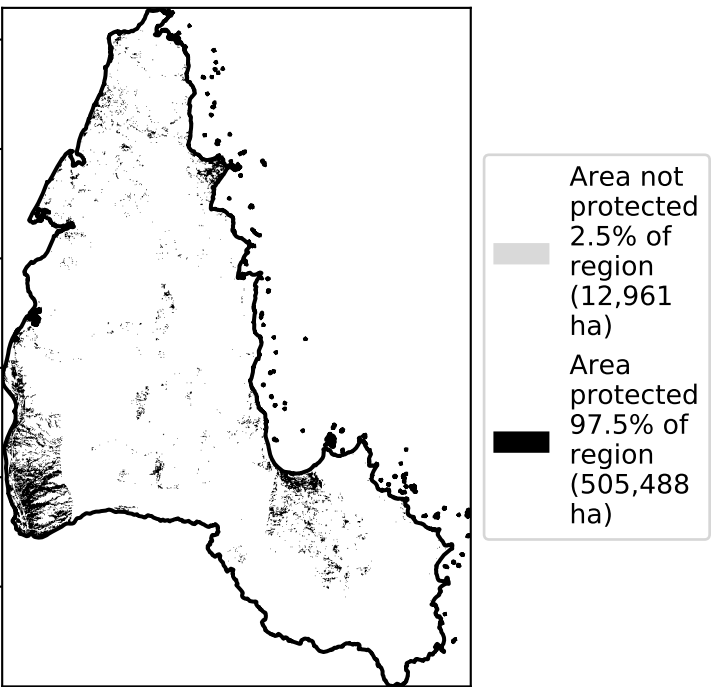 Area not
protected
2.5% of
region
(12,961
ha)
Area
protected
97.5% of
region
(505,488
ha)